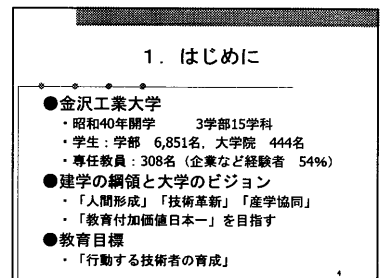 1．はじめに
●金沢工業大学
・昭和40年開学　　3学部15学科
・学生：学部　6,851名，大学院　444名
・専任教員：308名（企業など経験者　54%）
●建学の綱領と大学のビジョン
・「人間形成」「技術革新」「産学協同」
・「教育付加価値日本一」を目指す
●教育目標
・「行動する技術者の育成」
4